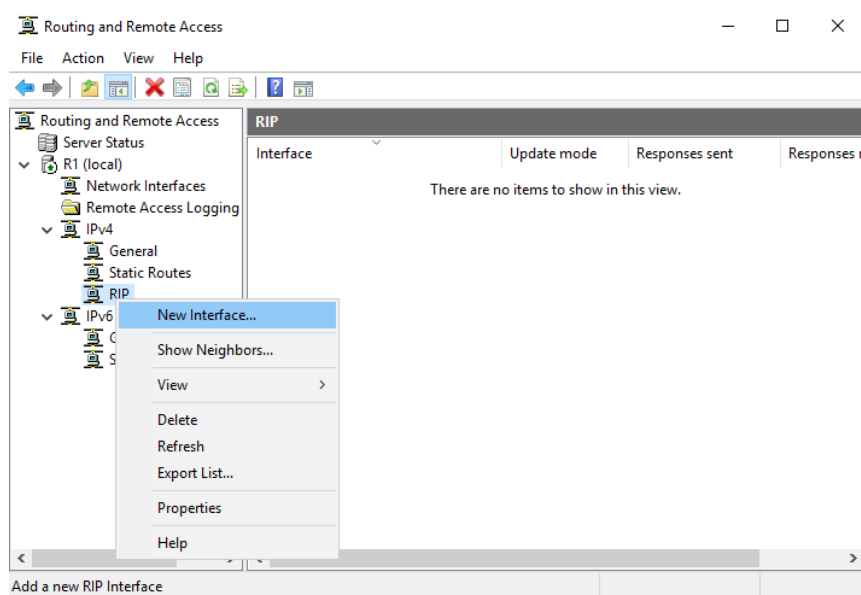 Routing and Remote Access
File Action View Help
Routing and Remote Access
Server Status
R1 (local)
Network Interfaces
Remote Access Logging
IPv4
General
Static Routes
RIP
IPv6
G
S
RIP
Interface Update mode Responses sent Responses
There are no items to show in this view.
New Interface...
Show Neighbors...
View
Delete
Refresh
Export List...
Properties
Help
Add a new RIP Interface